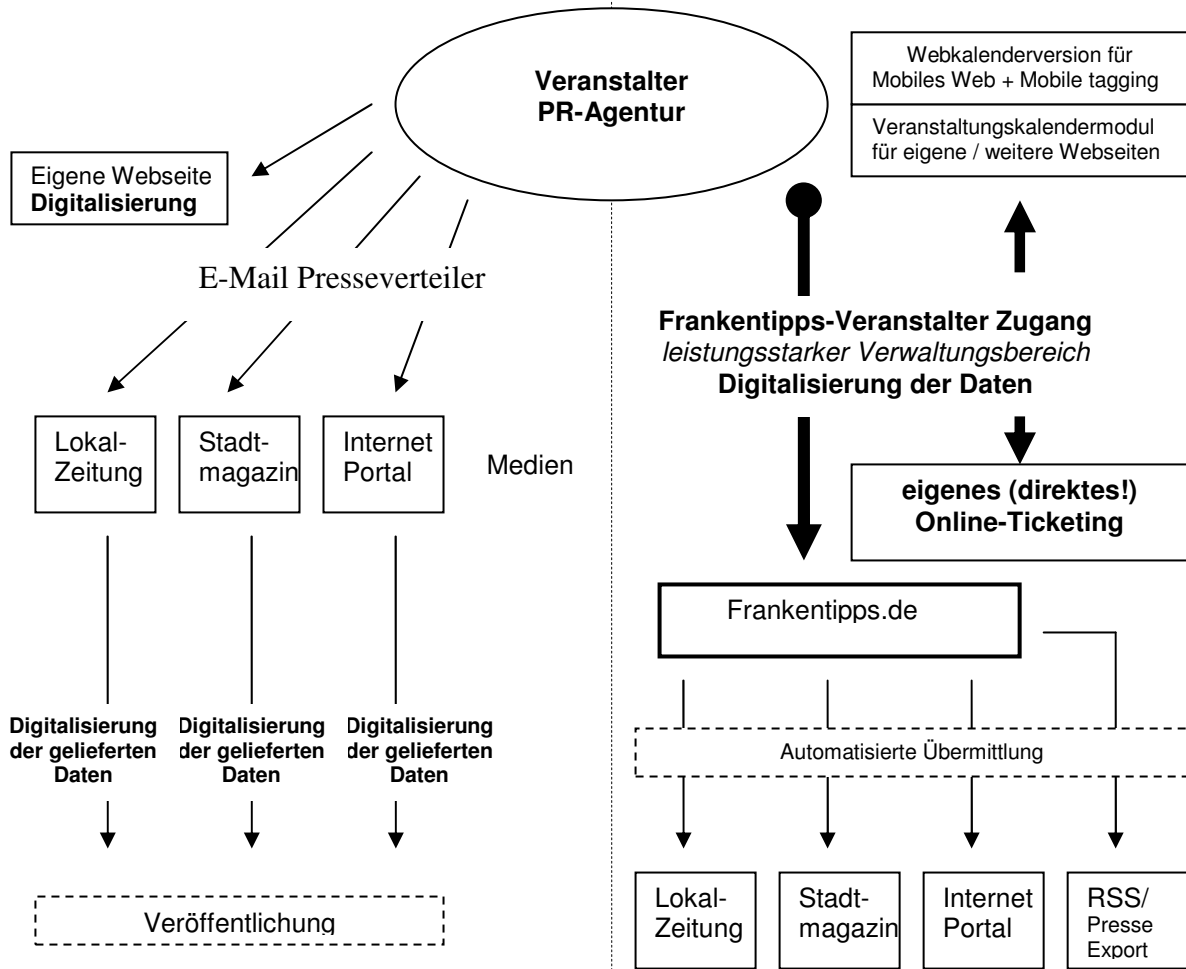 Veranstalter
PR-Agentur
Eigene Webseite
Digitalisierung
E-Mail Presseverteiler
Lokal-
Zeitung
Stadt-
magazin
Internet
Portal
Medien
Digitalisierung
der gelieferten
Daten
Digitalisierung
der gelieferten
Daten
Digitalisierung
der gelieferten
Daten
Veröffentlichung
Webkalenderversion für
Mobiles Web + Mobile tagging
Veranstaltungskalendermodul
für eigene / weitere Webseiten
Frankentipps-Veranstalter Zugang
leistungsstarker Verwaltungsbereich
Digitalisierung der Daten
eigenes (direktes!)
Online-Ticketing
Frankentipps.de
Automatisierte Übermittlung
Lokal-
Zeitung
Stadt-
magazin
Internet
Portal
RSS/
Presse
Export